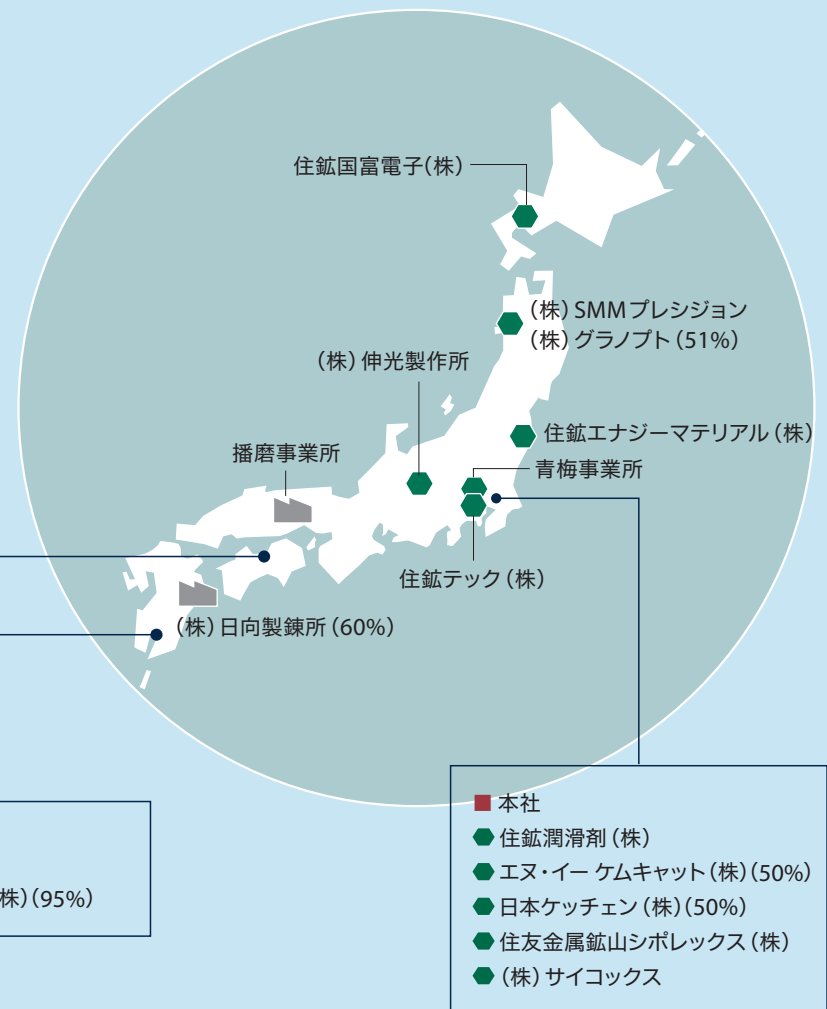 住鉱国富電子(株)
(株)SMMプレシジョン
(株)グラノプト(51%)
(株)伸光製作所
住鉱エナジーマテリアル(株)
播磨事業所
青梅事業所
住鉱テック(株)
(株)日向製錬所(60%)
株)(95%)
本社
住鉱潤滑剤(株)
エヌ・イー ケムキャット(株)(50%)
日本ケッチェン(株)(50%)
住友金属鉱山シポレックス(株)
(株)サイコックス